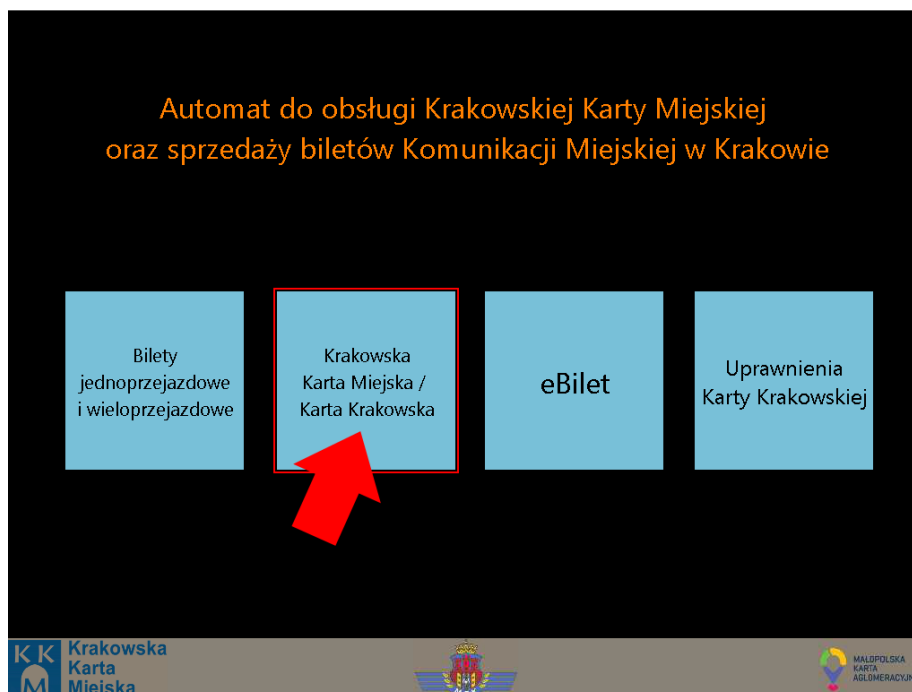 Automat do obsługi Krakowskiej Karty Miejskiej
oraz sprzedaży biletów Komunikacji Miejskiej w Krakowie
Bilety
jednoprzejazdowe
i wieloprzejazdowe
Krakowska
Karta Miejska /
Karta Krakowska
eBilet
Uprawnienia
Karty Krakowskiej
KK
M
Krakowska
Karta
Miejska
MAŁOPOLSKA
KARTA
AGLOMERACYJN